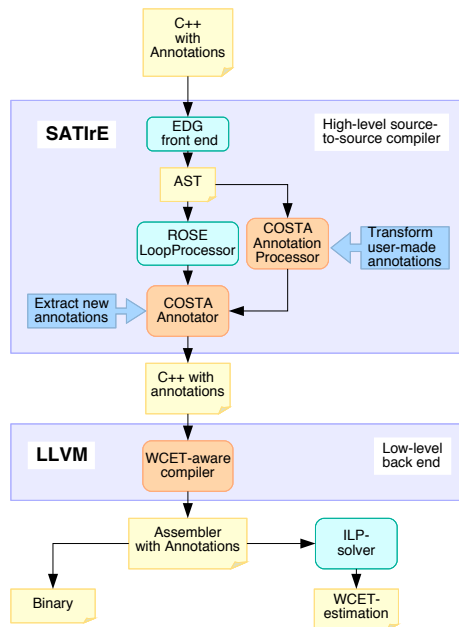 C++
with
Annotations
SATIrE
EDG
front end
High-level source-
to-source compiler
AST
ROSE
LoopProcessor
COSTA
Annotation
Processor
Transform
user-made
annotations
Extract new
annotations
COSTA
Annotator
C++ with
annotations
LLVM
WCET-aware
compiler
Low-level
back end
Assembler
with Annotations
ILP-
solver
Binary
WCET-
estimation